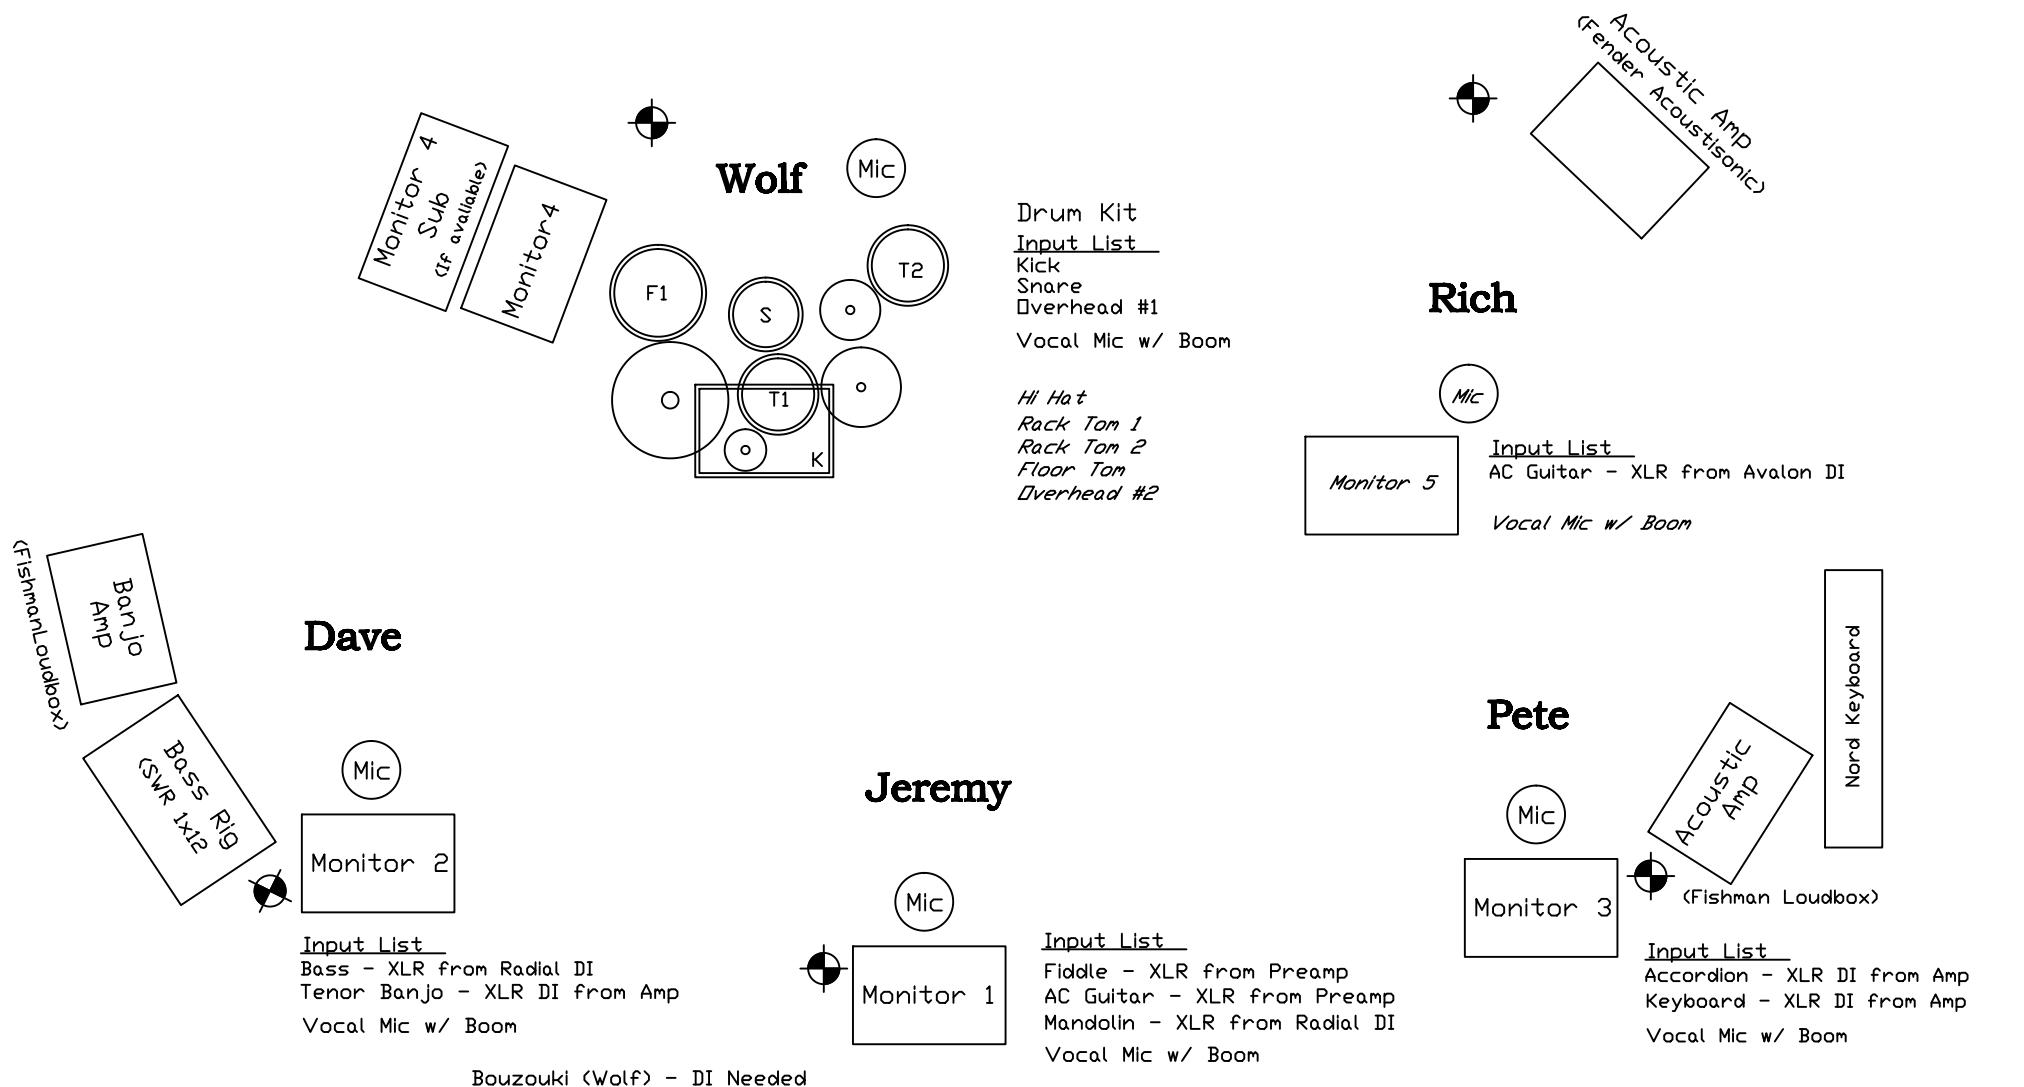 Acoustic Amp
(Fender Acoustisonic)
Monitor 4
Sub
(If avaliable)
Monitor4
Wolf
Mic
F1
S
T2
T1
K
Drum Kit
Input List
Kick
Snare
Overhead #1
Vocal Mic w/ Boom
Hi Hat
Rack Tom 1
Rack Tom 2
Floor Tom
Overhead #2
Rich
Mic
Monitor 5
Input List
AC Guitar - XLR from Avalon DI
Vocal Mic w/ Boom
(FishmanLoudbox)
Banjo
Amp
Dave
Bass Rig
(SWR 1x12
Mic
Monitor 2
Input List
Bass - XLR from Radial DI
Tenor Banjo - XLR DI from Amp
Vocal Mic w/ Boom
Bouzouki (Wolf) - DI Needed
Jeremy
Mic
Monitor 1
Input List
Fiddle - XLR from Preamp
AC Guitar - XLR from Preamp
Mandolin - XLR from Radial DI
Vocal Mic w/ Boom
Pete
Mic
Monitor 3
Acoustic
Amp
(Fishman Loudbox)
Nord Keyboard
Input List
Accordion - XLR DI from Amp
Keyboard - XLR DI from Amp
Vocal Mic w/ Boom